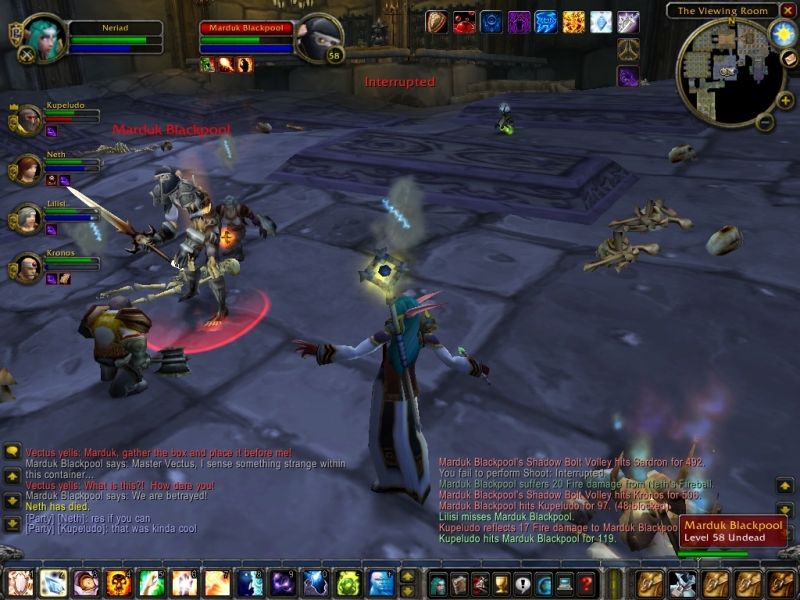 Neriad
Marduk Blackpool
58
The Viewing Room
N
Interrupted
Kupeludo
Marduk Blackpool
Neth
Lilisi
Kronos
Vectus yells: Marduk, gather the box and place it before me!
Marduk Blackpool says: Master Vectus, I sense something strange within
this container...
Vectus yells: What is this?! How dare you!
Marduk Blackpool says: We are betrayed!
Neth has died.
[Party] [Neth]: res if you can
[Party] [Kupeludo]: that was kinda cool
Marduk Blackpool's Shadow Bolt Volley hits Sardron for 492.
You fail to perform Shoot: Interrupted.
Marduk Blackpool suffers 20 Fire damage from Neth's Fireball.
Marduk Blackpool's Shadow Bolt Volley hits Kronos for 506.
Marduk Blackpool hits Kupeludo for 97. (48 blocked)
Lilisi misses Marduk Blackpool.
Kupeludo reflects 17 Fire damage to Marduk Blackpoo
Kupeludo hits Marduk Blackpool for 119.
Marduk Blackpool
Level 58 Undead